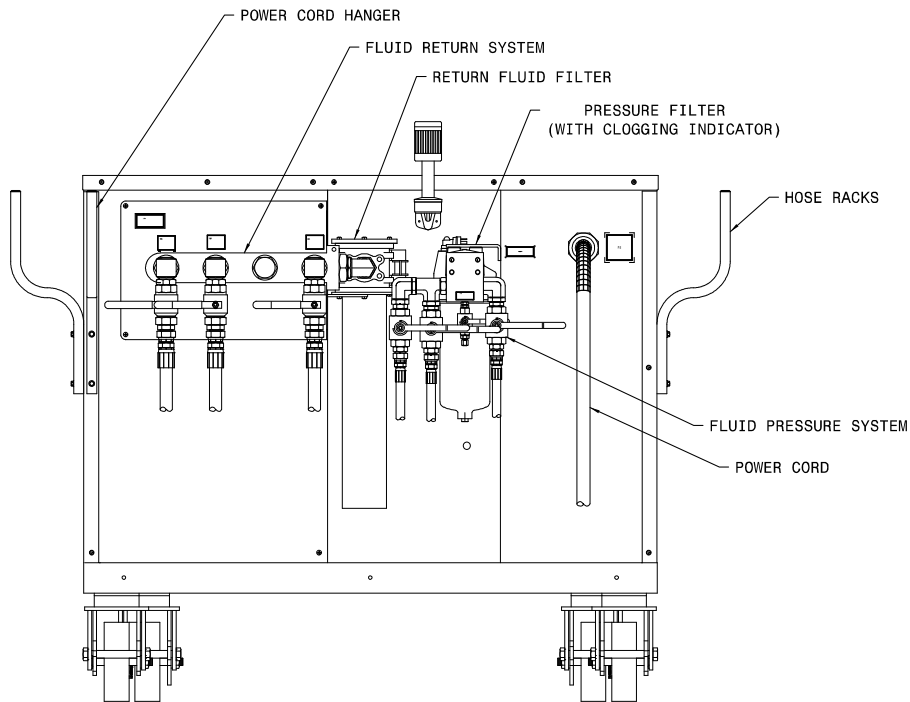 POWER CORD HANGER
FLUID RETURN SYSTEM
RETURN FLUID FILTER
PRESSURE FILTER
(WITH CLOGGING INDICATOR)
HOSE RACKS
FLUID PRESSURE SYSTEM
POWER CORD